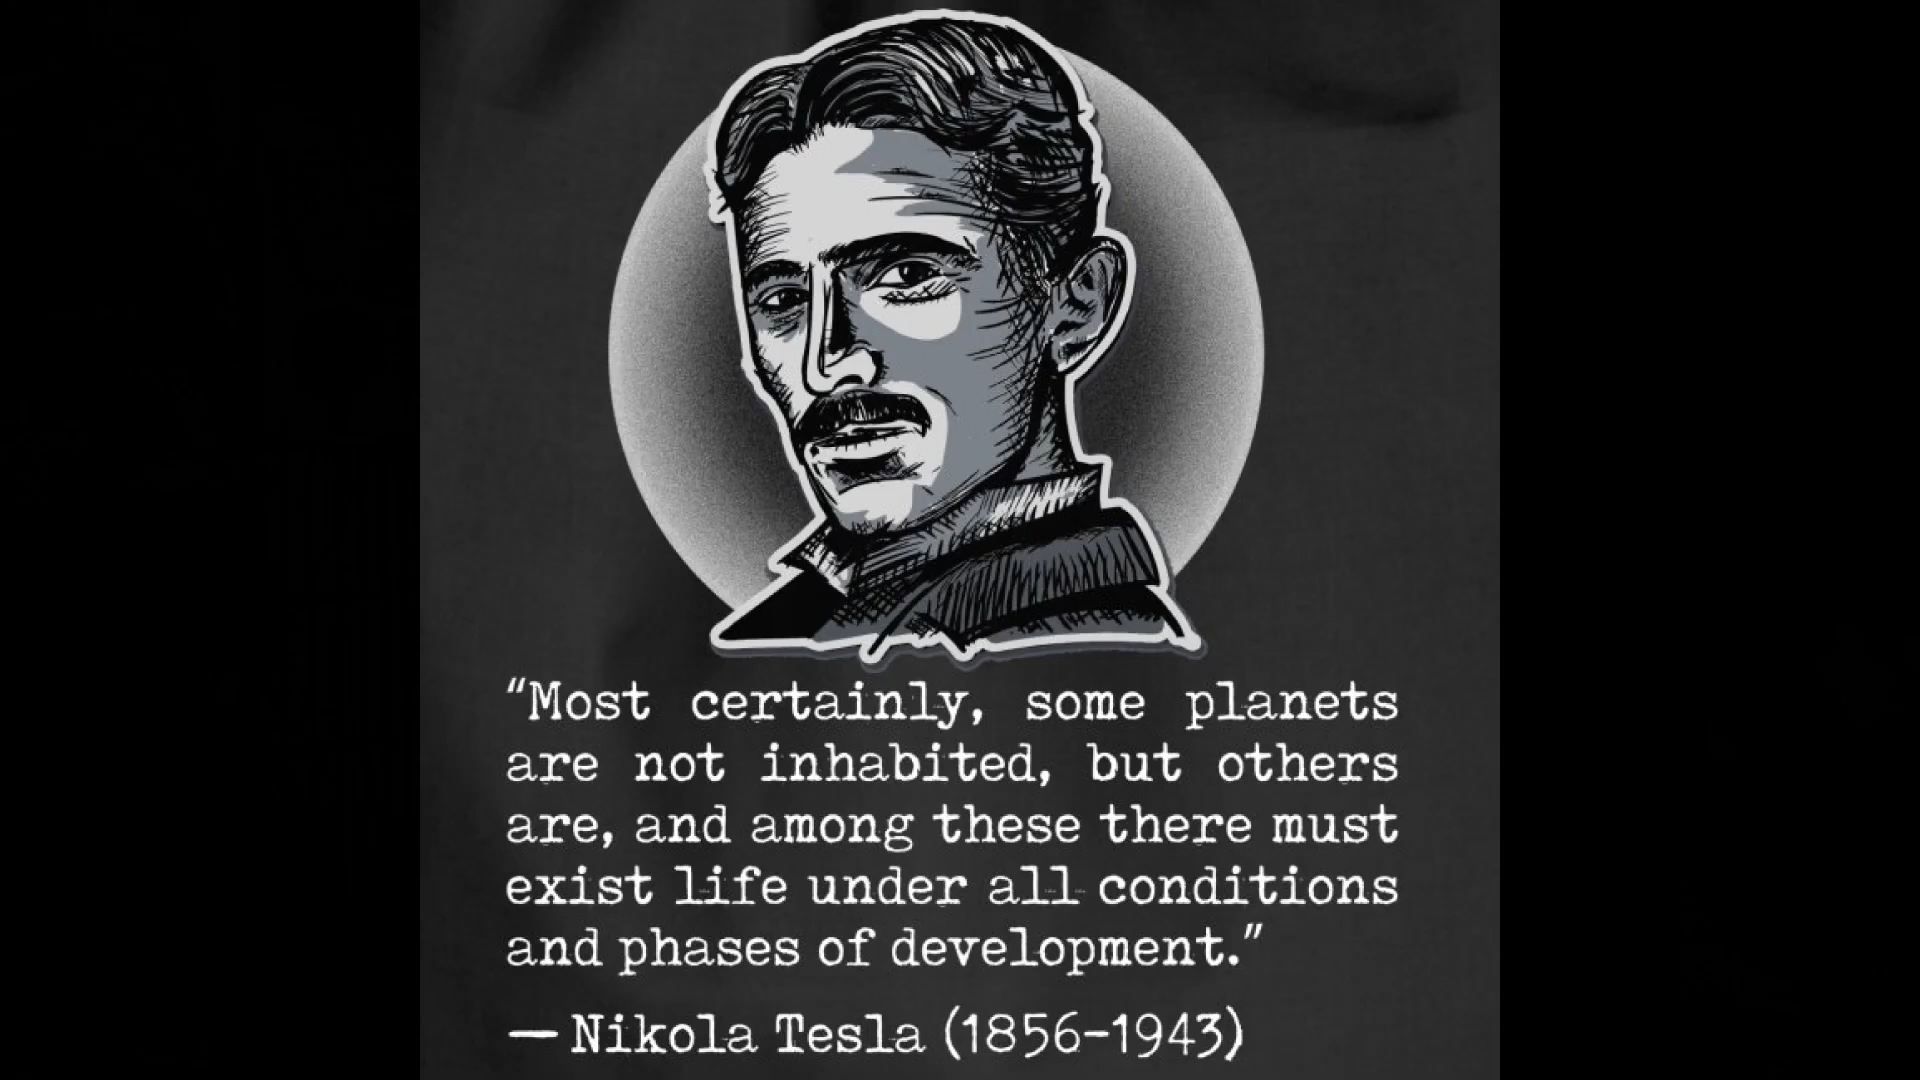 “Most certainly, some planets
are not inhabited, but others
are, and among these there must
exist life under all conditions
and phases of development.”
— Nikola Tesla (1856-1943)